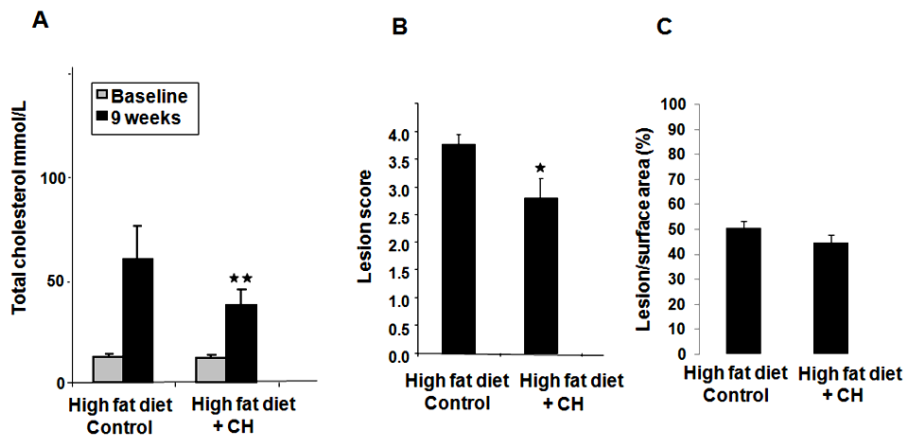 A
Total cholesterol mmol/L
100
50
0
Baseline
9 weeks
★★
High fat diet
Control
High fat diet
+ CH
B
Lesion score
4.0
3.5
3.0
2.5
2.0
1.5
1.0
0.5
0.0
★
High fat diet
Control
High fat diet
+ CH
C
Lesion/surface area (%)
100
90
80
70
60
50
40
30
20
10
0
High fat diet
Control
High fat diet
+ CH